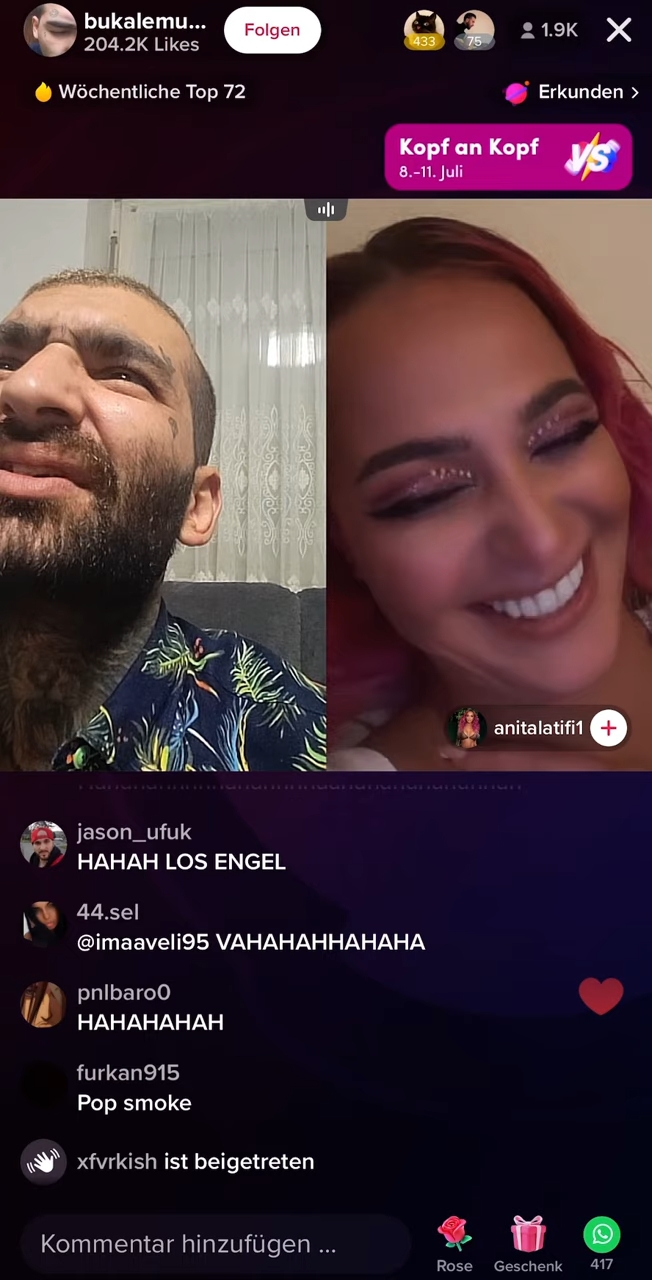 bukalemu...
204.2K Likes
Folgen
433
75
1.9K
Wöchentliche Top 72
Erkunden >
Kopf an Kopf
8.-11. Juli
VS
anitalatifi1
jason_ufuk
HAHAH LOS ENGEL
44.sel
@imaaveli95 VAHAHAHHAHAHA
pnlbaro0
HAHAHAHAH
furkan915
Pop smoke
xfvrkish ist beigetreten
Kommentar hinzufügen ...
Rose
Geschenk
417